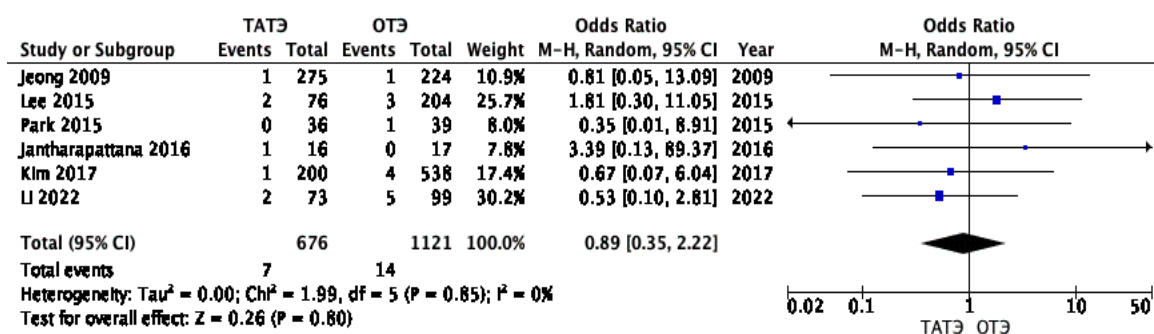 ТАТЭ ОТЭ Odds Ratio Odds Ratio
Study or Subgroup Events Total Events Total Weight M-H, Random, 95% CI Year M-H, Random, 95% CI
Jeong 2009 1 275 1 224 10.9% 0.81 [0.05, 13.09] 2009
Lee 2015 2 76 3 204 25.7% 1.81 [0.30, 11.05] 2015
Park 2015 0 36 1 39 8.0% 0.35 [0.01, 8.91] 2015
Jantharapattana 2016 1 16 0 17 7.8% 3.39 [0.13, 89.37] 2016
Kim 2017 1 200 4 538 17.4% 0.67 [0.07, 6.04] 2017
Li 2022 2 73 5 99 30.2% 0.53 [0.10, 2.81] 2022
Total (95% CI) 676 1121 100.0% 0.89 [0.35, 2.22]
Total events 7 14
Heterogeneity: Tau² = 0.00; Chi² = 1.99, df = 5 (P = 0.85); I² = 0%
Test for overall effect: Z = 0.26 (P = 0.80)
0.02 0.1 1 10 50
ТАТЭ ОТЭ